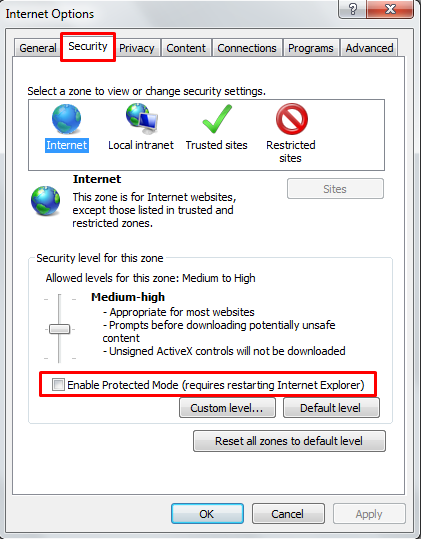 Internet Options
?
General Security Privacy Content Connections Programs Advanced
Select a zone to view or change security settings.
Internet Local intranet Trusted sites Restricted
sites
Internet
Sites
This zone is for Internet websites,
except those listed in trusted and
restricted zones.
Security level for this zone
Allowed levels for this zone: Medium to High
Medium-high
- Appropriate for most websites
- Prompts before downloading potentially unsafe
content
- Unsigned ActiveX controls will not be downloaded
Enable Protected Mode (requires restarting Internet Explorer)
Custom level... Default level
Reset all zones to default level
OK Cancel Apply